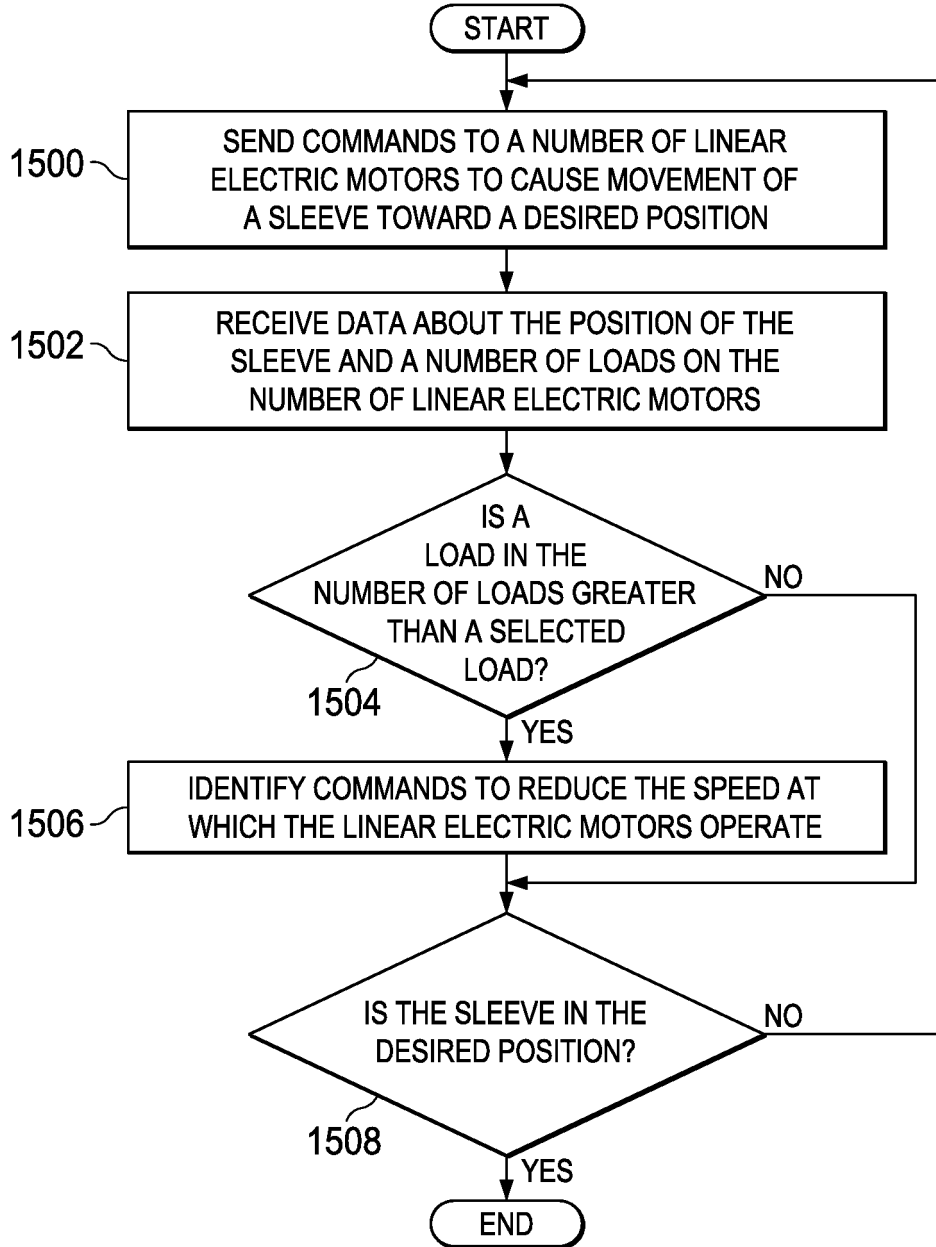 START
1500
SEND COMMANDS TO A NUMBER OF LINEAR
ELECTRIC MOTORS TO CAUSE MOVEMENT OF
A SLEEVE TOWARD A DESIRED POSITION
1502
RECEIVE DATA ABOUT THE POSITION OF THE
SLEEVE AND A NUMBER OF LOADS ON THE
NUMBER OF LINEAR ELECTRIC MOTORS
IS A
LOAD IN THE
NUMBER OF LOADS GREATER
THAN A SELECTED
LOAD?
NO
1504
YES
1506
IDENTIFY COMMANDS TO REDUCE THE SPEED AT
WHICH THE LINEAR ELECTRIC MOTORS OPERATE
IS THE SLEEVE IN THE
DESIRED POSITION?
NO
1508
YES
END